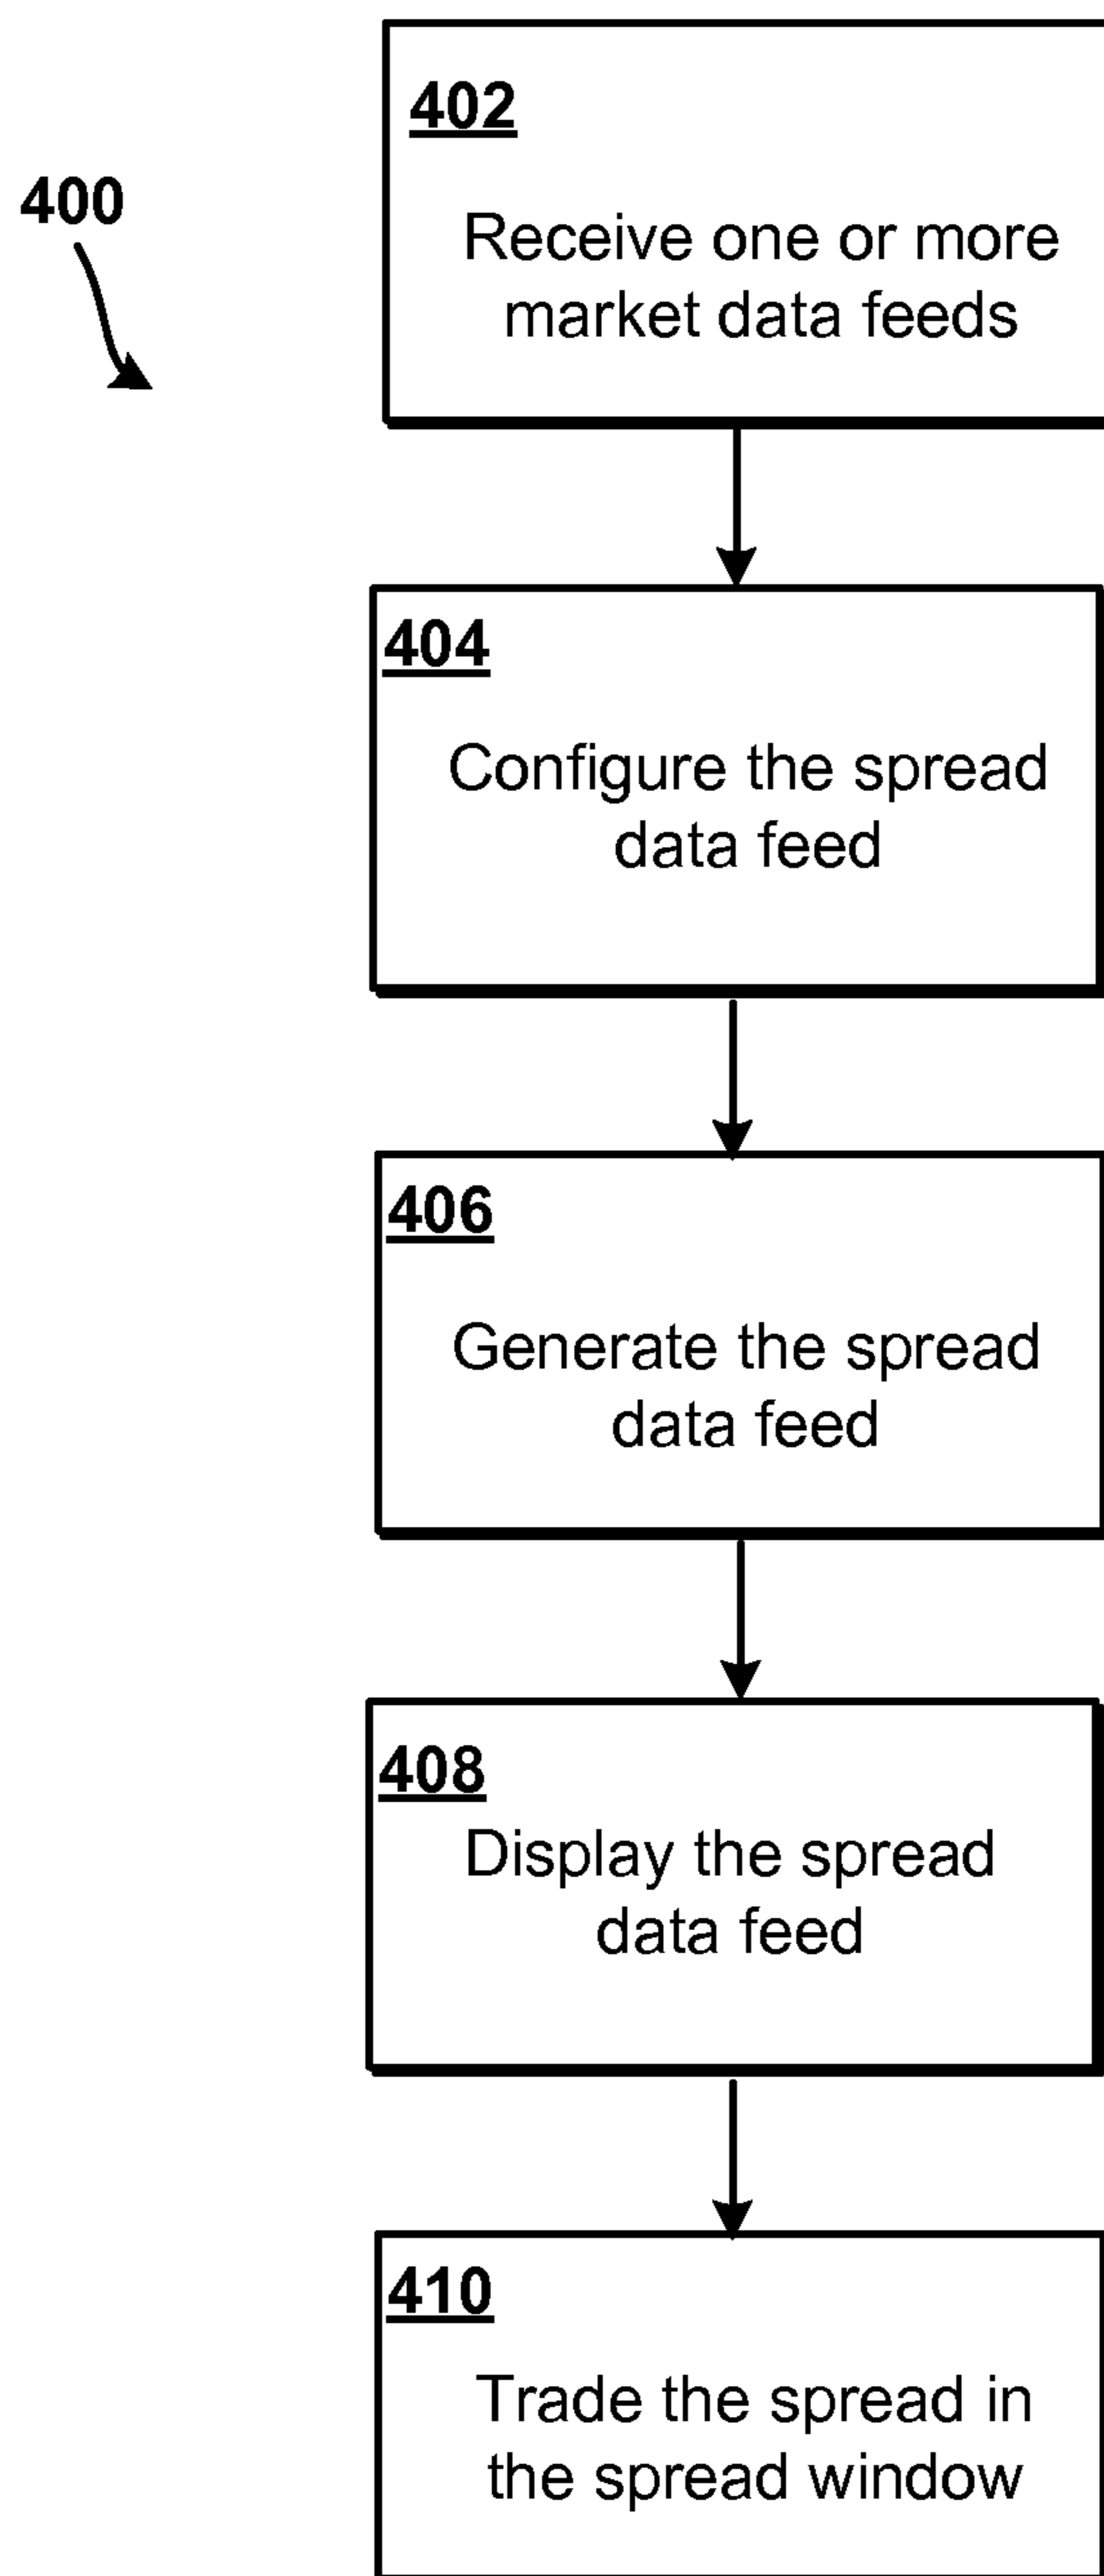 402
400
Receive one or more
market data feeds
404
Configure the spread
data feed
406
Generate the spread
data feed
408
Display the spread
data feed
410
Trade the spread in
the spread window